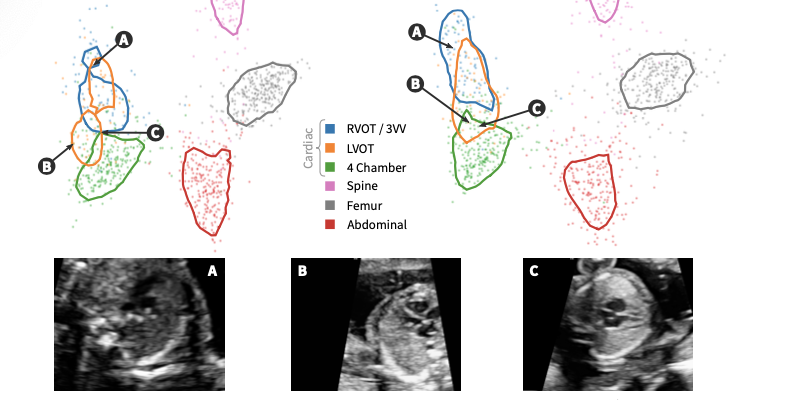 A
A
B
C
C
B
Cardiac
RVOT / 3VV
LVOT
4 Chamber
Spine
Femur
Abdominal
A
B
C